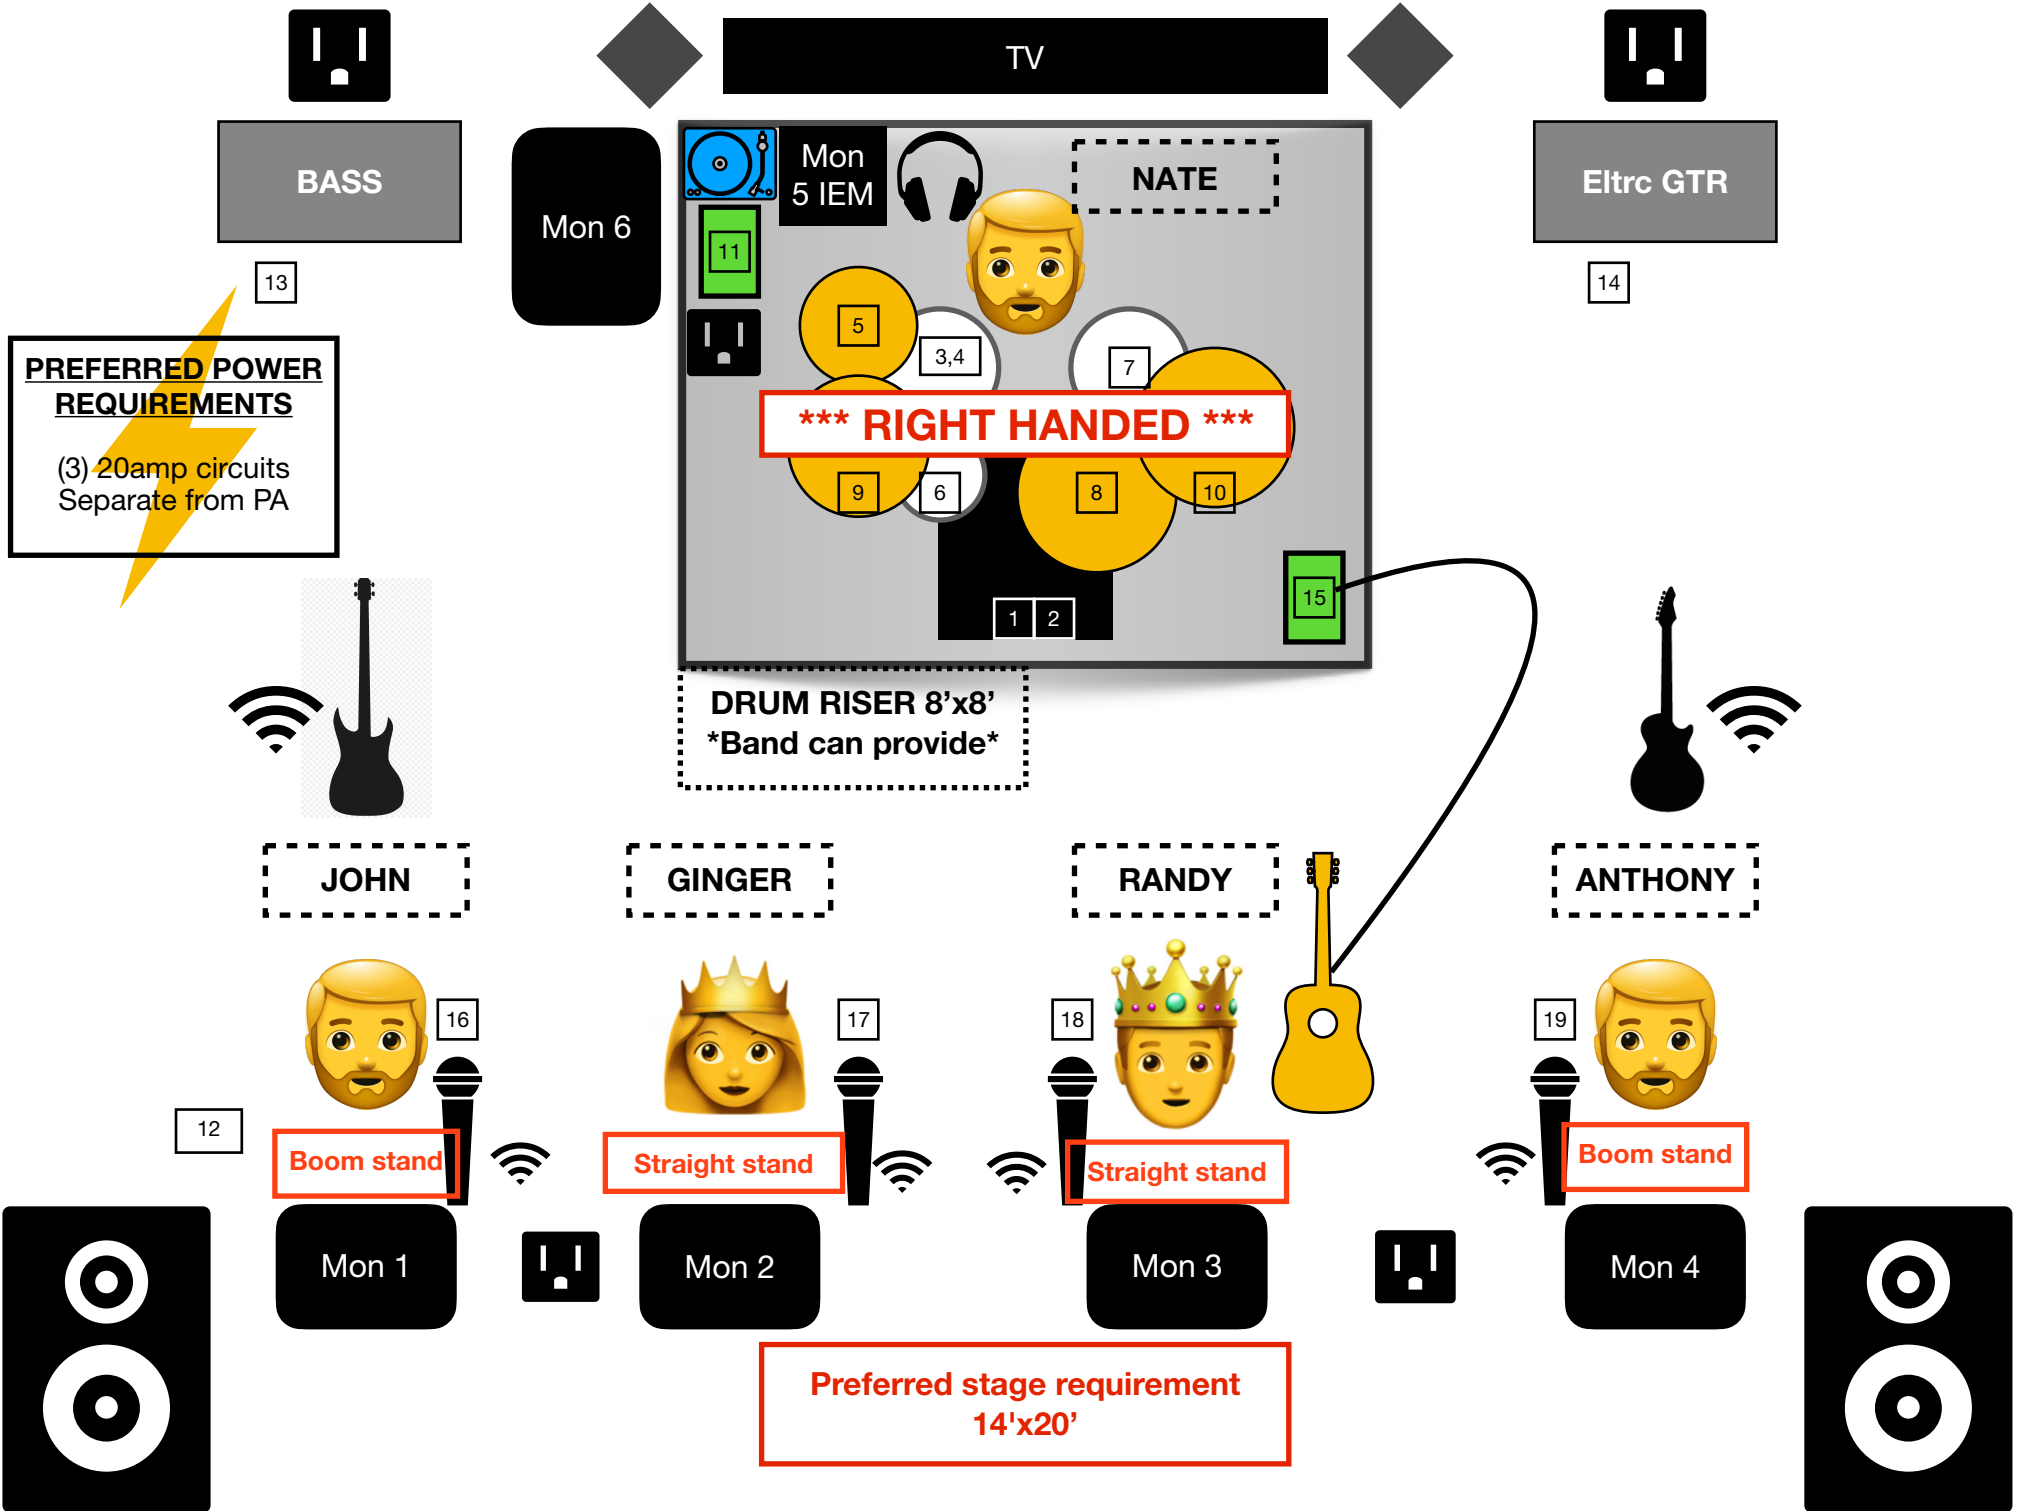 TV
BASS
Mon 6
Mon
5 IEM
NATE
Eltrc GTR
11
13
14
5
3,4
7
PREFERRED POWER
REQUIREMENTS
(3) 20amp circuits
Separate from PA
*** RIGHT HANDED ***
9
6
8
10
15
1
2
DRUM RISER 8’x8’
*Band can provide*
JOHN
GINGER
RANDY
ANTHONY
16
17
18
19
12
Boom stand
Straight stand
Straight stand
Boom stand
Mon 1
Mon 2
Mon 3
Mon 4
Preferred stage requirement
14'x20’